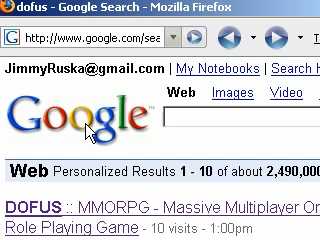 dofus - Google Search - Mozilla Firefox
G http://www.google.com/sea
JimmyRuska@gmail.com | My Notebooks | Search H
Web Images Video
Google™
Web Personalized Results 1 - 10 of about 2,490,000
DOFUS :: MMORPG - Massive Multiplayer On
Role Playing Game - 10 visits - 1:00pm